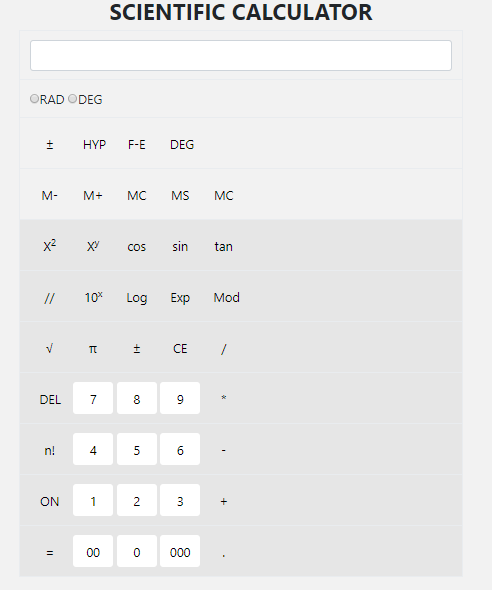 SCIENTIFIC CALCULATOR
RAD DEG
± HYP F-E DEG
M- M+ MC MS MC
X² Xʸ cos sin tan
// 10ˣ Log Exp Mod
√ π ± CE /
DEL 7 8 9 *
n! 4 5 6 -
ON 1 2 3 +
= 00 0 000 .